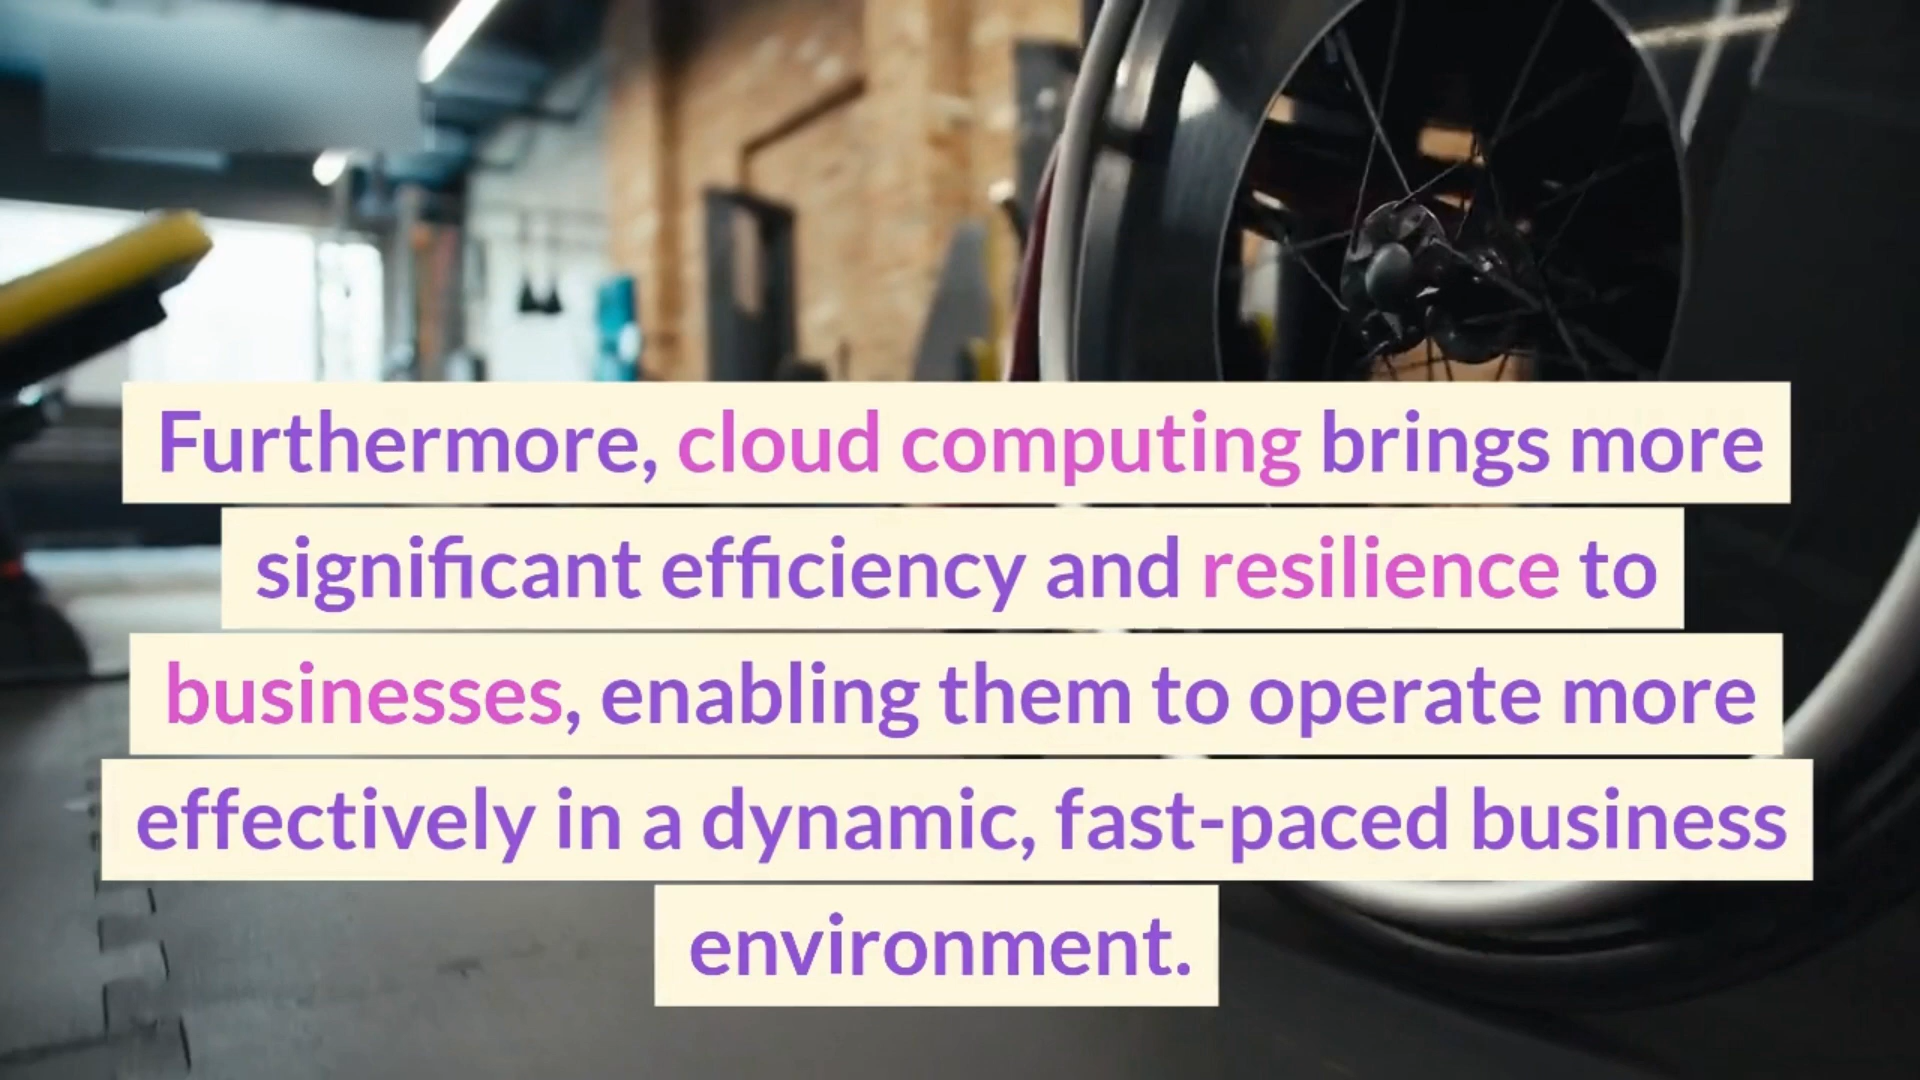 Furthermore, cloud computing brings more
significant efficiency and resilience to
businesses, enabling them to operate more
effectively in a dynamic, fast-paced business
environment.